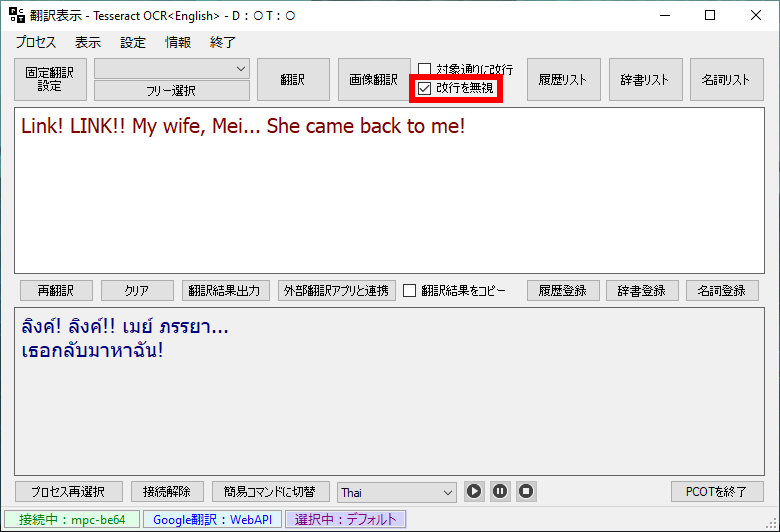 翻訳表示 - Tesseract OCR<English> - D：○ T：○
プロセス 表示 設定 情報 終了
固定翻訳
設定
フリー選択
翻訳
画像翻訳
対象通りに改行
改行を無視
履歴リスト
辞書リスト
名詞リスト
Link! LINK!! My wife, Mei... She came back to me!
再翻訳 クリア 翻訳結果出力 外部翻訳アプリと連携 翻訳結果をコピー 履歴登録 辞書登録 名詞登録
ลิงค์! ลิงค์!! เมย์ ภรรยา...
เธอกลับมาหาฉัน!
プロセス再選択 接続解除 簡易コマンドに切替 Thai PCOTを終了
接続中：mpc-be64 Google翻訳：WebAPI 選択中：デフォルト